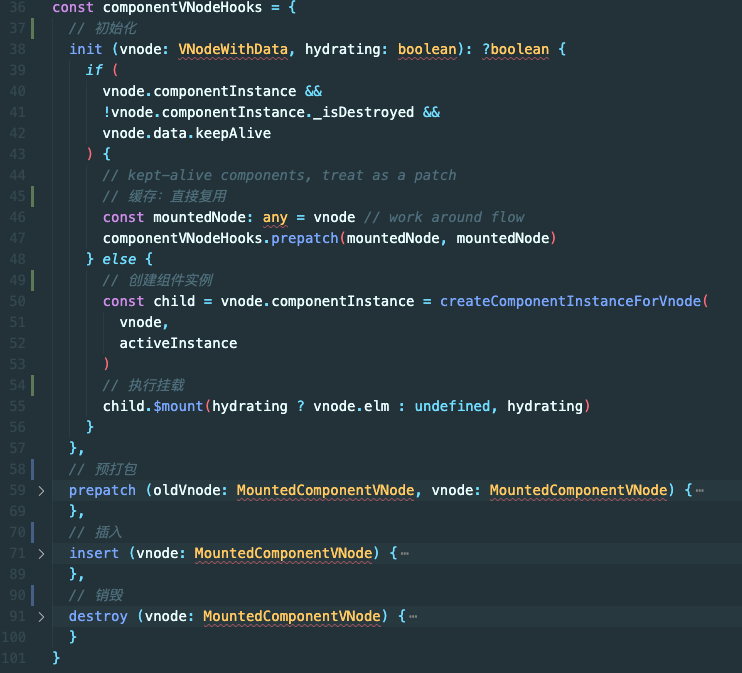 36 const componentVNodeHooks = {
37 // 初始化
38 init (vnode: VNodeWithData, hydrating: boolean): ?boolean {
39 if (
40 vnode.componentInstance &&
41 !vnode.componentInstance._isDestroyed &&
42 vnode.data.keepAlive
43 ) {
44 // kept-alive components, treat as a patch
45 // 缓存：直接复用
46 const mountedNode: any = vnode // work around flow
47 componentVNodeHooks.prepatch(mountedNode, mountedNode)
48 } else {
49 // 创建组件实例
50 const child = vnode.componentInstance = createComponentInstanceForVnode(
51 vnode,
52 activeInstance
53 )
54 // 执行挂载
55 child.$mount(hydrating ? vnode.elm : undefined, hydrating)
56 }
57 },
58 // 预打包
59 prepatch (oldVnode: MountedComponentVNode, vnode: MountedComponentVNode) {⋯
69 },
70 // 插入
71 insert (vnode: MountedComponentVNode) {⋯
89 },
90 // 销毁
91 destroy (vnode: MountedComponentVNode) {⋯
100 }
101 }